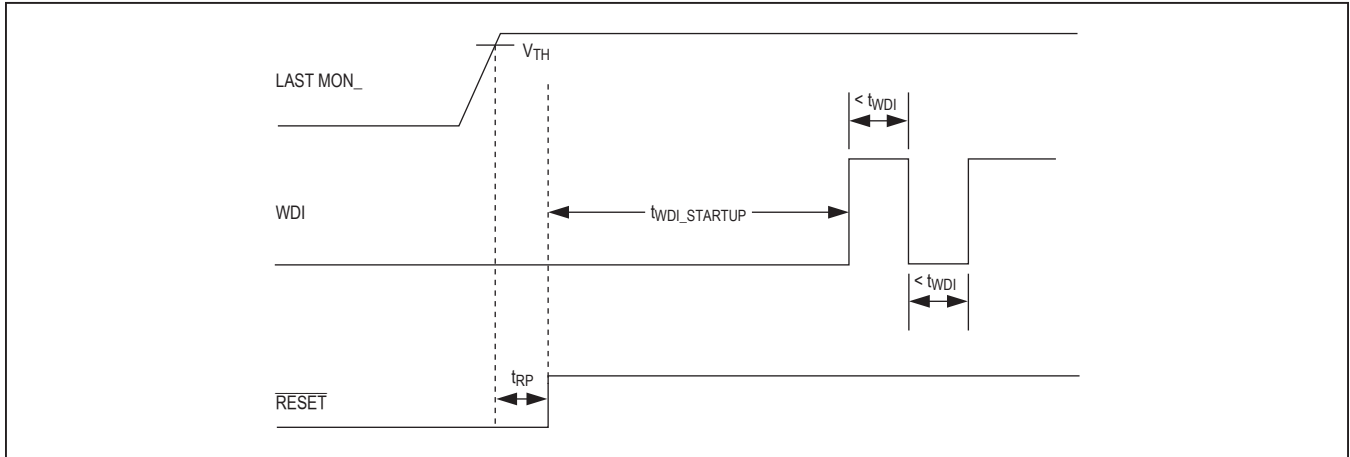 VTH
LAST MON_
< tWDI
WDI
tWDI_STARTUP
< tWDI
tRP
RESET